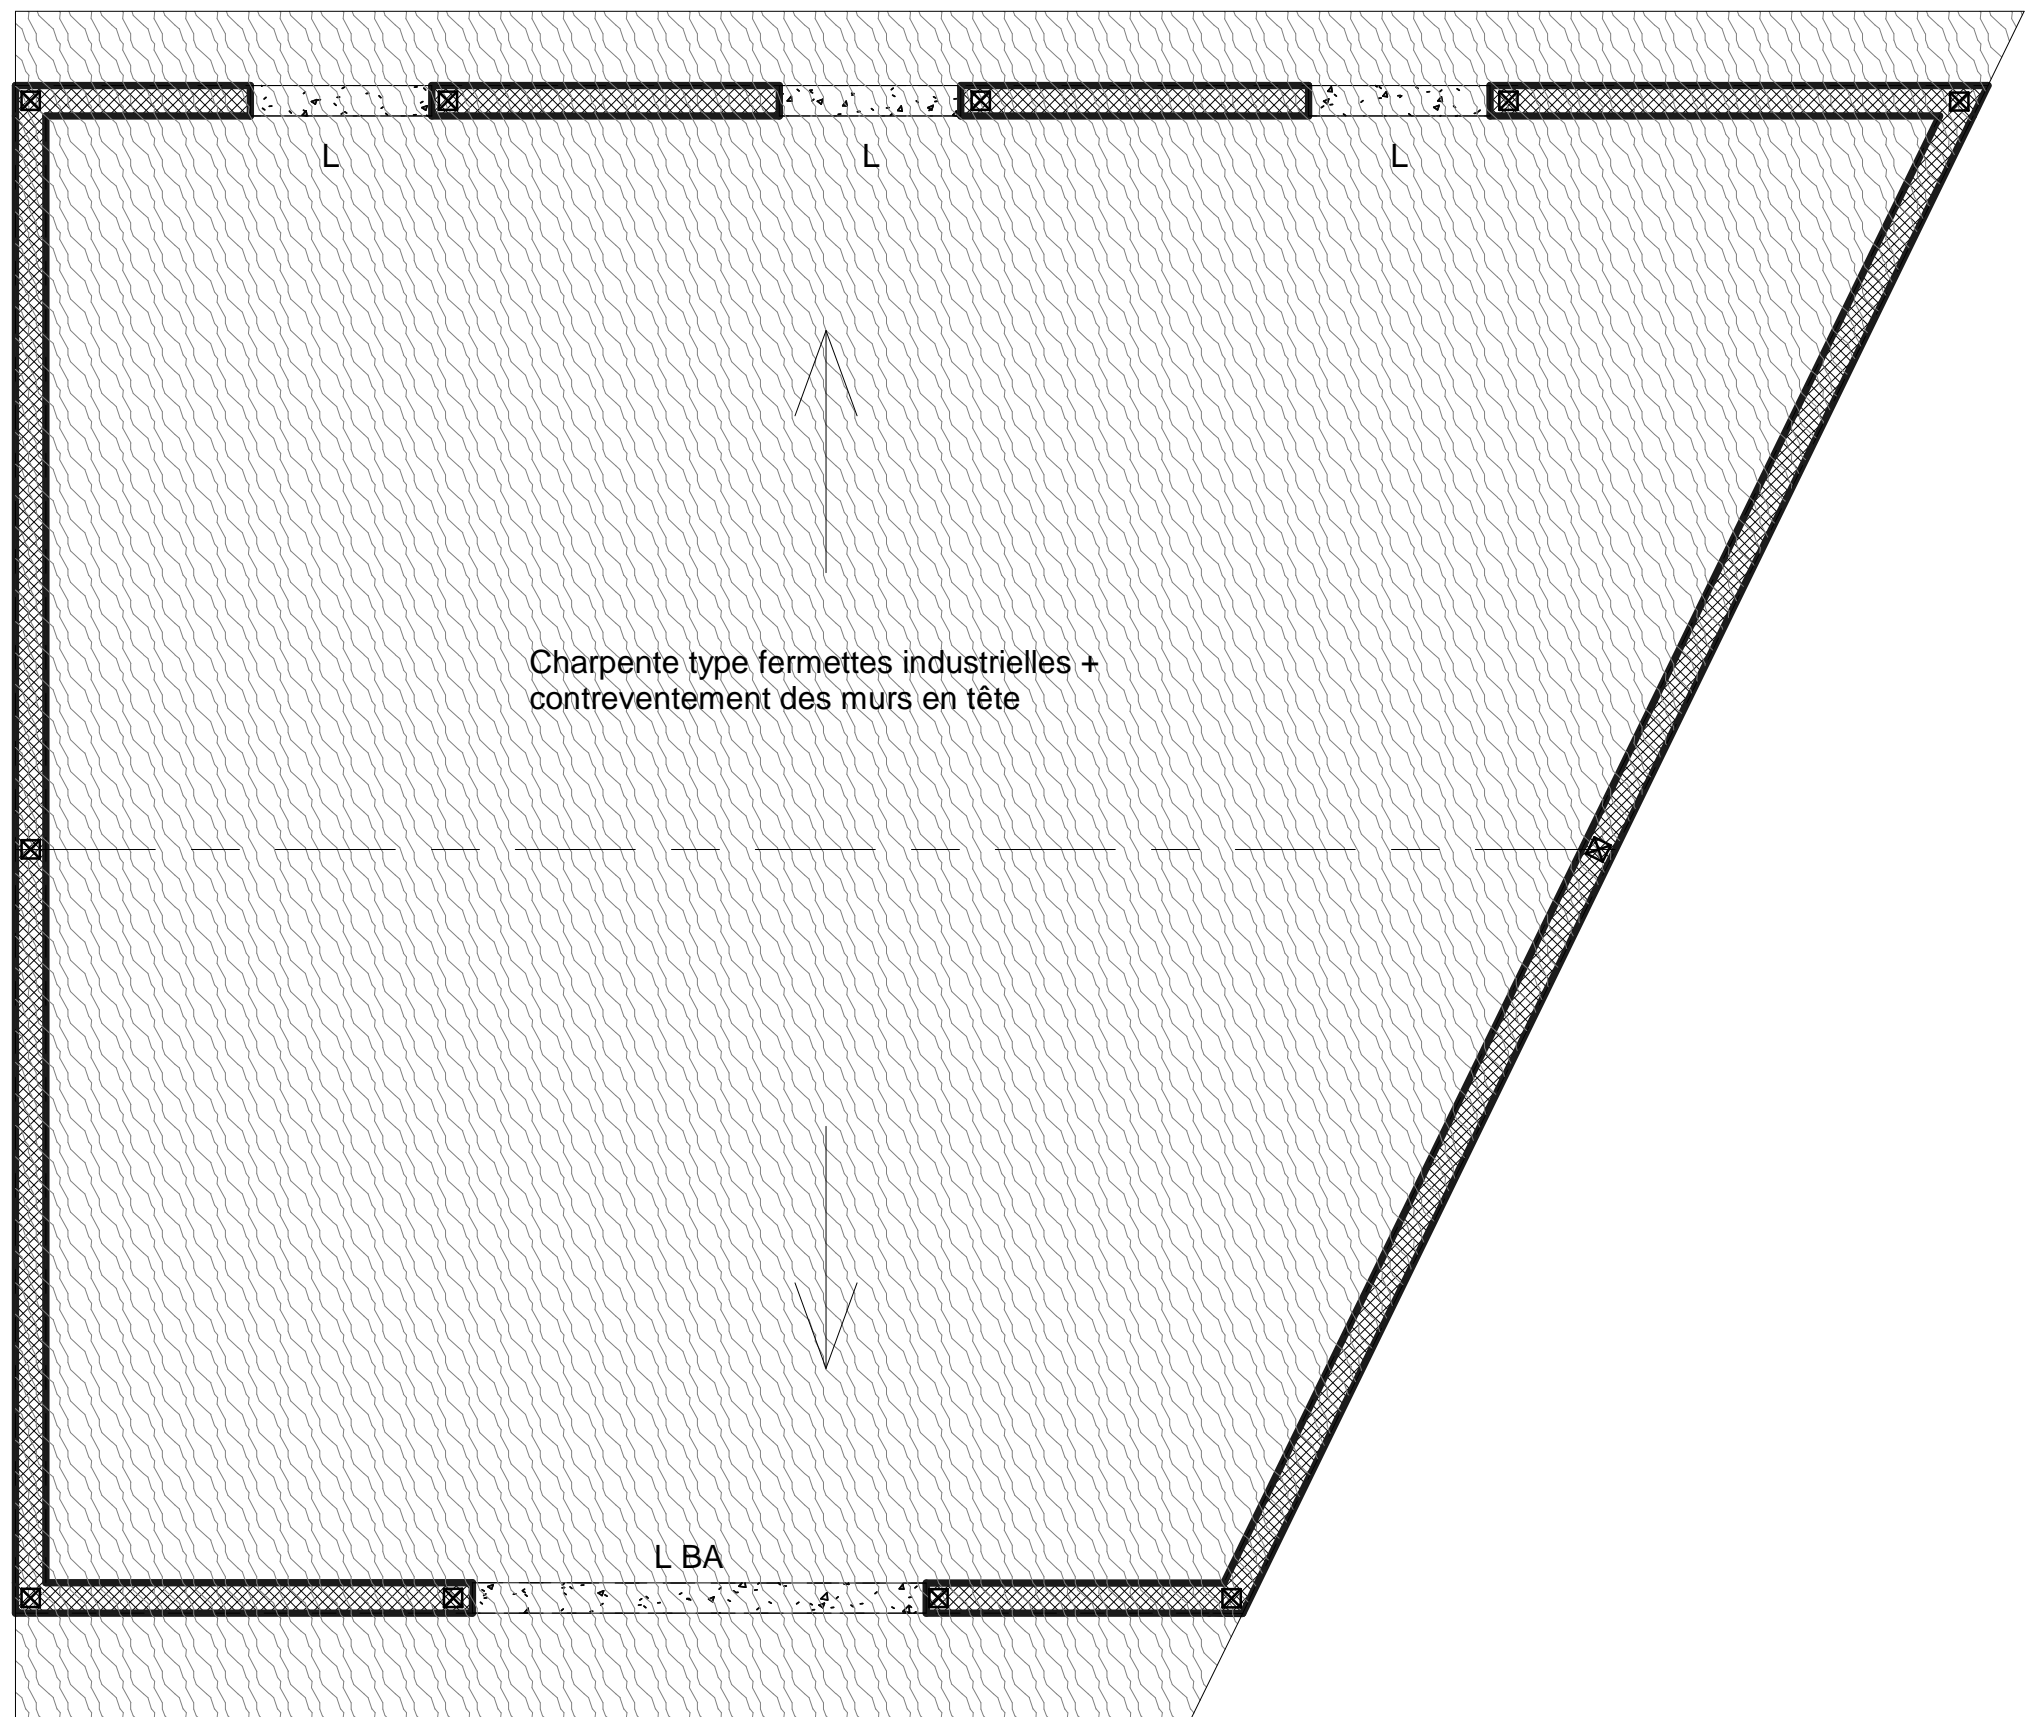 L
L
L
Charpente type fermettes industrielles +
contreventement des murs en tête
L BA